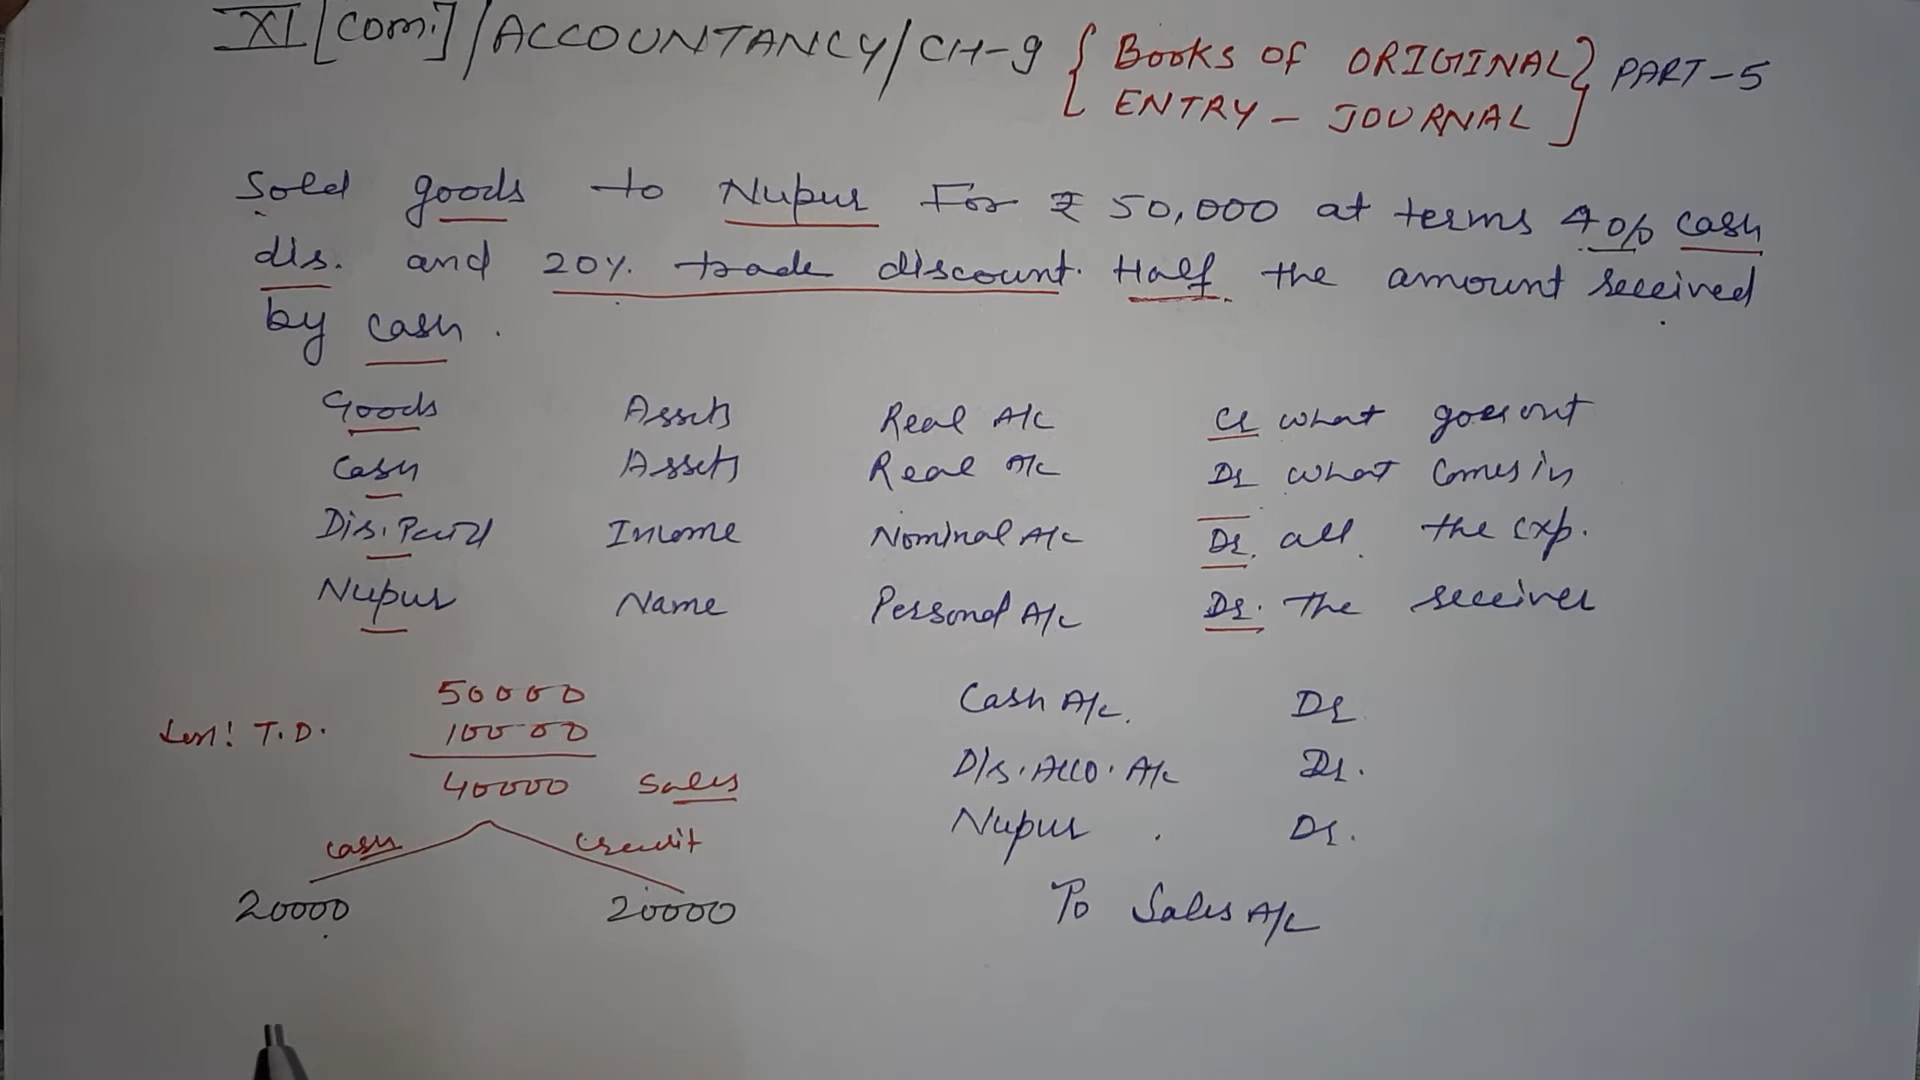 XI [com.] / ACCOUNTANCY / CH-9 { Books of ORIGINAL ENTRY - JOURNAL } PART-5
Sold goods to Nupur For ₹ 50,000 at terms 4% cash
dis. and 20% trade discount. Half the amount received
by cash.
Goods Assets Real A/c Cr what goes out
Cash Assets Real A/c Dr what Comes in
Dis. Paid Income Nominal A/c Dr. all the exp.
Nupur Name Personal A/c Dr. the receiver
50000
Less: T.D. 10000
40000 Sales
cash credit
20000 20000
Cash A/c. Dr
Dis. Allo. A/c Dr.
Nupur Dr.
To Sales A/c